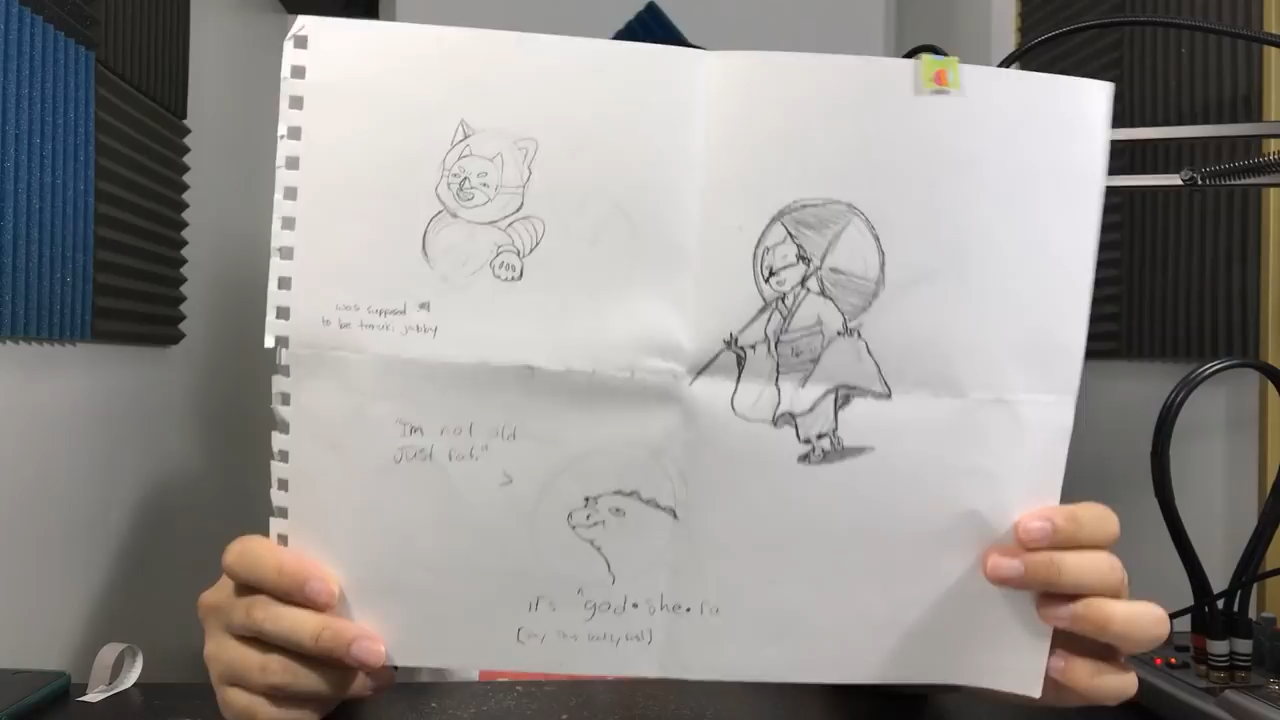 was supposed
to be tanuki jabby
"I'm not old
just fat."
it's "god•she•ra